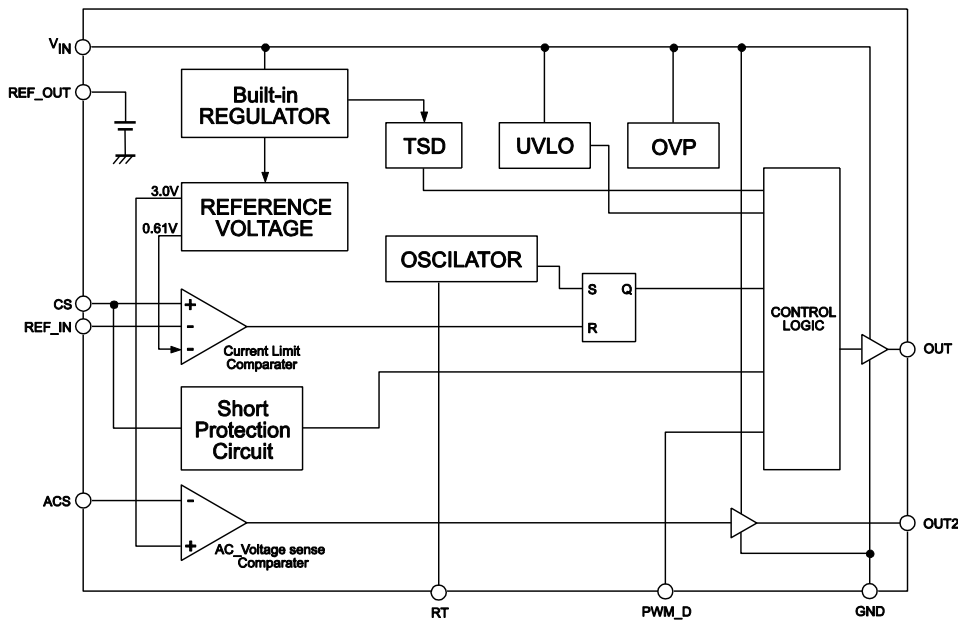 VIN
REF_OUT
Built-in
REGULATOR
TSD
UVLO
OVP
3.0V
REFERENCE
VOLTAGE
0.61V
OSCILATOR
S Q
R
CONTROL
LOGIC
CS
+
REF_IN
-
-
Current Limit
Comparater
OUT
Short
Protection
Circuit
ACS
-
+
AC_Voltage sense
Comparater
OUT2
RT
PWM_D
GND